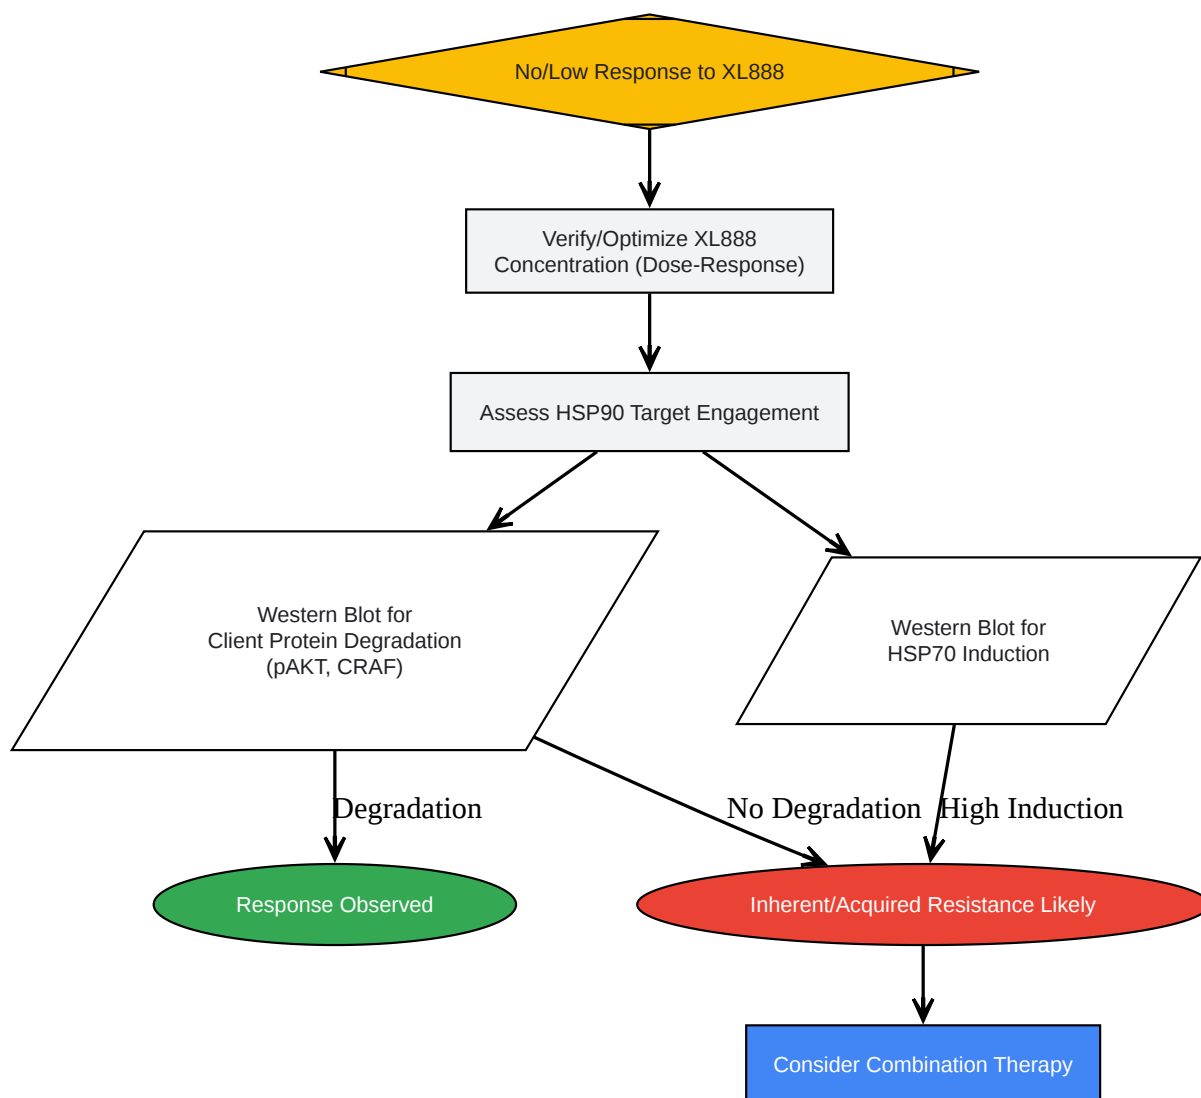 No/Low Response to XL888
Verify/Optimize XL888
Concentration (Dose-Response)
Assess HSP90 Target Engagement
Western Blot for
Client Protein Degradation
(pAKT, CRAF)
Western Blot for
HSP70 Induction
Degradation
No Degradation
High Induction
Response Observed
Inherent/Acquired Resistance Likely
Consider Combination Therapy